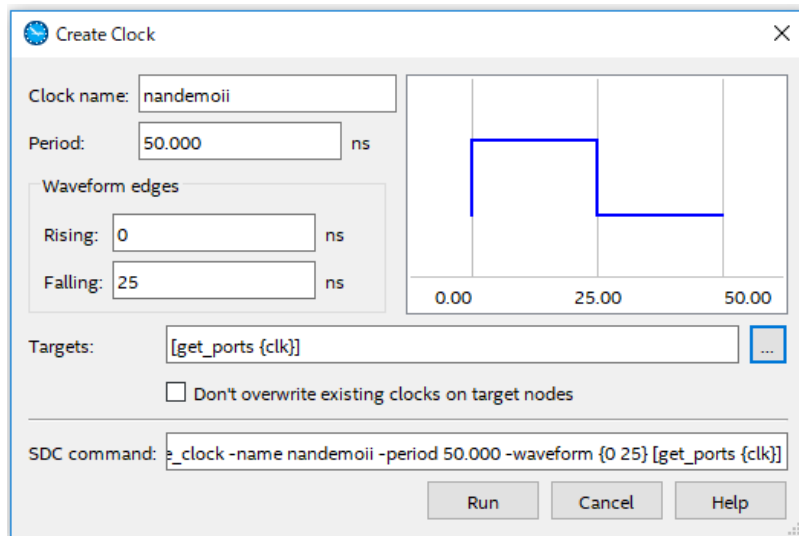 Create Clock
Clock name: nandemoii
Period: 50.000 ns
Waveform edges
Rising: 0 ns
Falling: 25 ns
0.00 25.00 50.00
Targets: [get_ports {clk}] ...
Don't overwrite existing clocks on target nodes
SDC command: e_clock -name nandemoii -period 50.000 -waveform {0 25} [get_ports {clk}]
Run Cancel Help